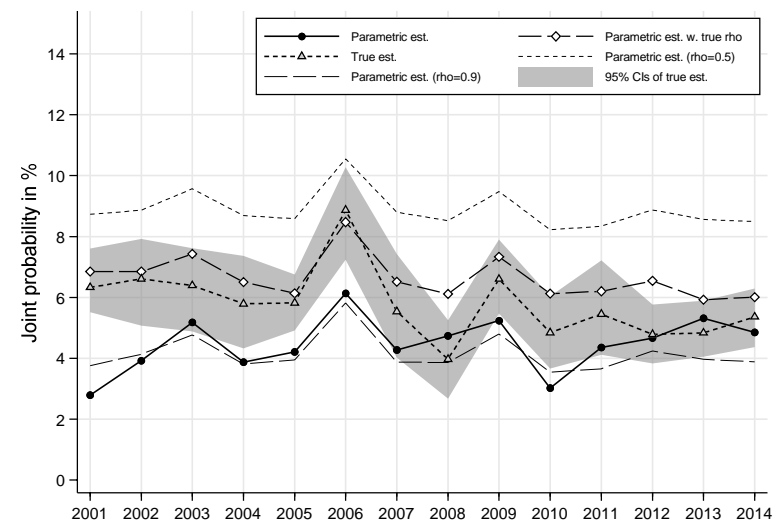 Parametric est.
Parametric est. w. true rho
True est.
Parametric est. (rho=0.5)
Parametric est. (rho=0.9)
95% CIs of true est.
Joint probability in %
14
12
10
8
6
4
2
0
2001 2002 2003 2004 2005 2006 2007 2008 2009 2010 2011 2012 2013 2014